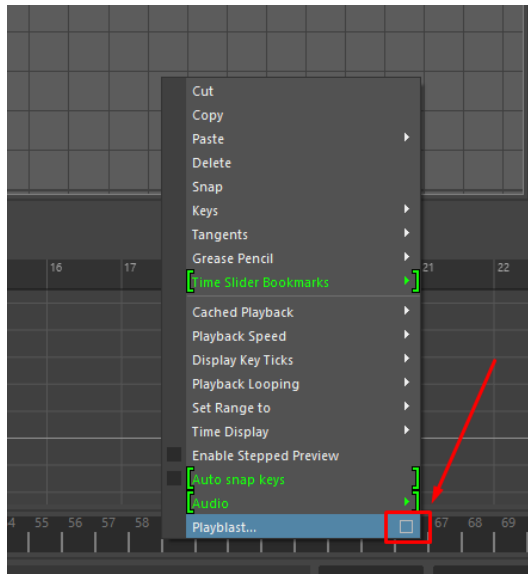 Cut
Copy
Paste
Delete
Snap
Keys
Tangents
Grease Pencil
Time Slider Bookmarks
16 17 21 22
Cached Playback
Playback Speed
Display Key Ticks
Playback Looping
Set Range to
Time Display
Enable Stepped Preview
Auto snap keys
Audio
Playblast...
4 55 56 57 58 67 68 69